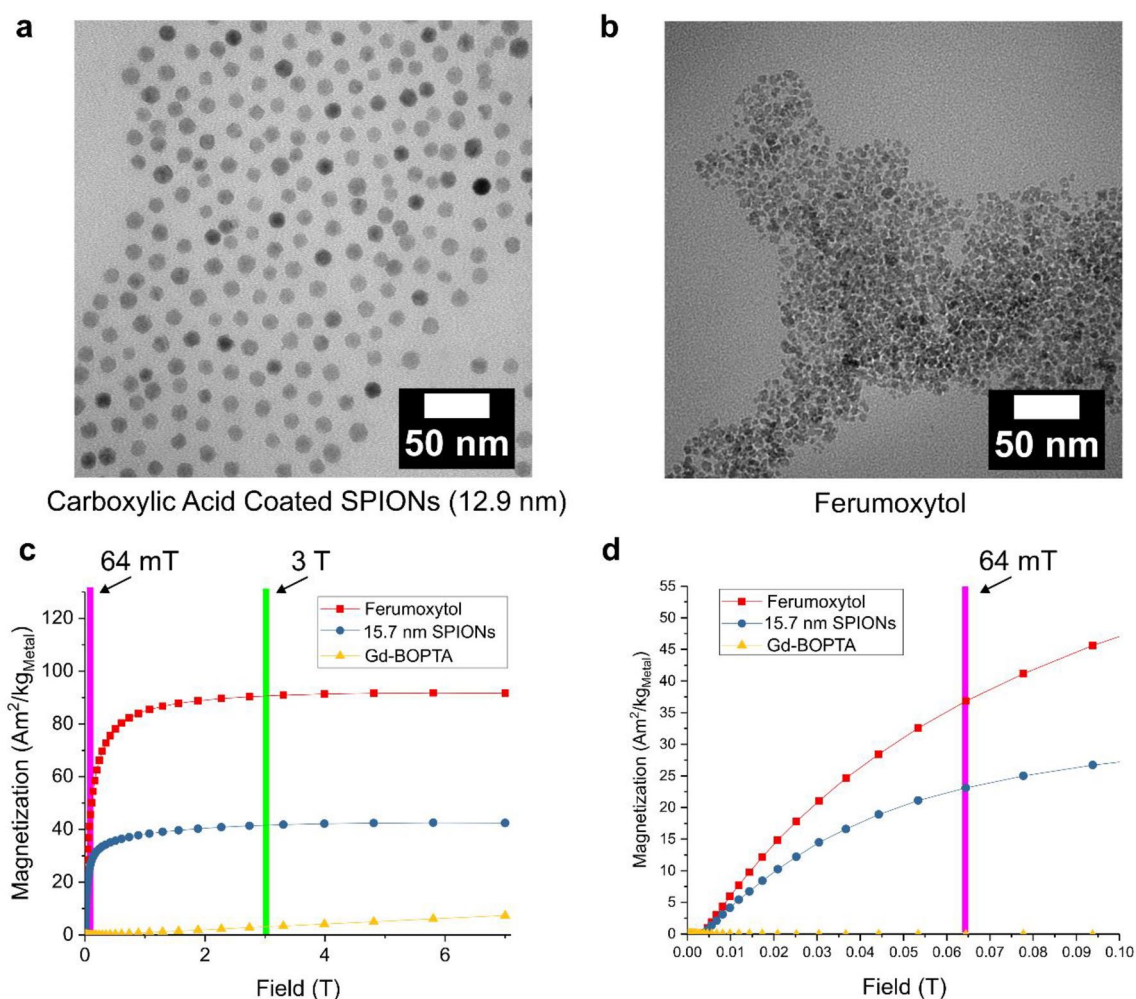 a
b
50 nm
50 nm
Carboxylic Acid Coated SPIONs (12.9 nm)
Ferumoxytol
c
64 mT
3 T
Ferumoxytol
15.7 nm SPIONs
Gd-BOPTA
Magnetization (Am²/kg_Metal)
120
100
80
60
40
20
0
0 2 4 6
Field (T)
d
64 mT
Ferumoxytol
15.7 nm SPIONs
Gd-BOPTA
Magnetization (Am²/kg_Metal)
55
50
45
40
35
30
25
20
15
10
5
0
0.00 0.01 0.02 0.03 0.04 0.05 0.06 0.07 0.08 0.09 0.10
Field (T)